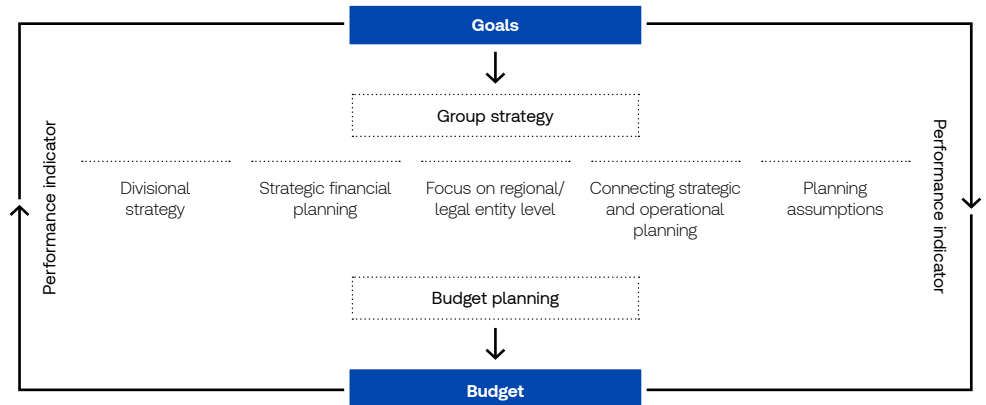 Goals
Group strategy
Performance indicator
Performance indicator
Divisional
strategy
Strategic financial
planning
Focus on regional/
legal entity level
Connecting strategic
and operational
planning
Planning
assumptions
Budget planning
Budget